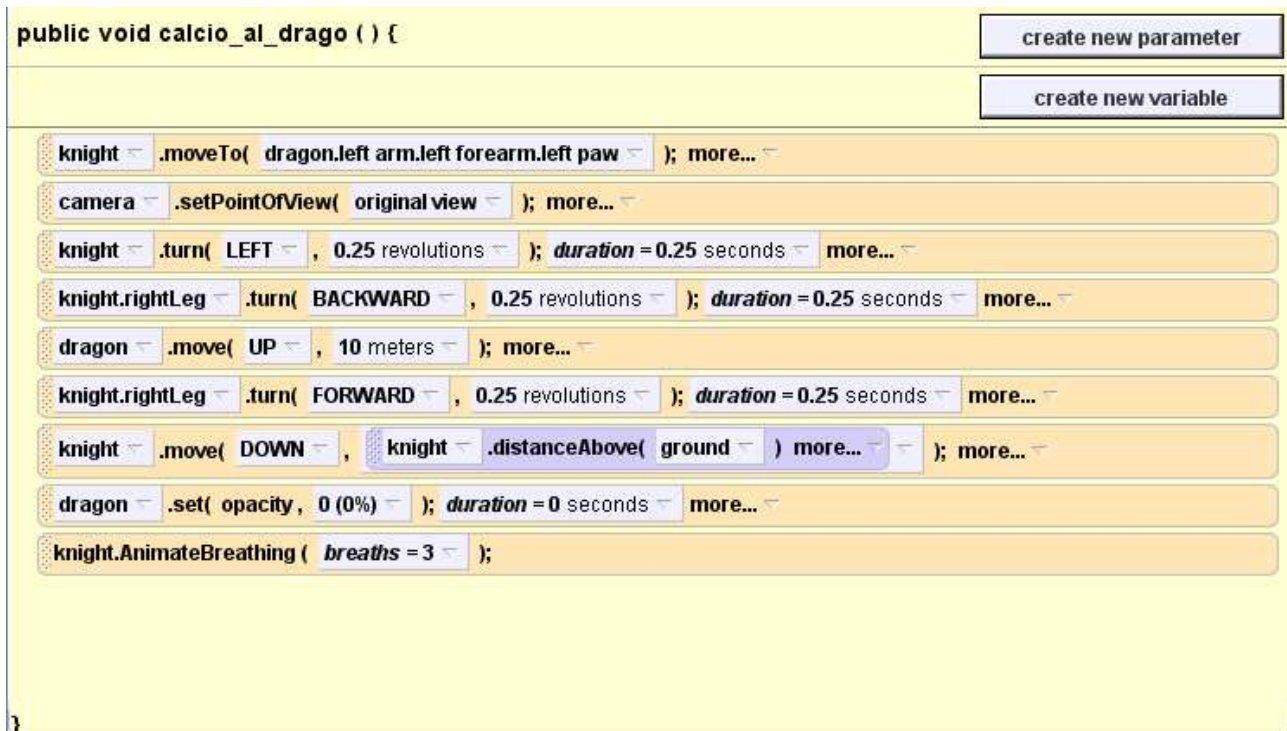 public void calcio_al_drago ( ) {
create new parameter
create new variable
knight .moveTo( dragon.left arm.left forearm.left paw ); more...
camera .setPointOfView( original view ); more...
knight .turn( LEFT , 0.25 revolutions ); duration = 0.25 seconds more...
knight.rightLeg .turn( BACKWARD , 0.25 revolutions ); duration = 0.25 seconds more...
dragon .move( UP , 10 meters ); more...
knight.rightLeg .turn( FORWARD , 0.25 revolutions ); duration = 0.25 seconds more...
knight .move( DOWN , knight .distanceAbove( ground ) more... ); more...
dragon .set( opacity , 0 (0%) ); duration = 0 seconds more...
knight.AnimateBreathing ( breaths = 3 );
}